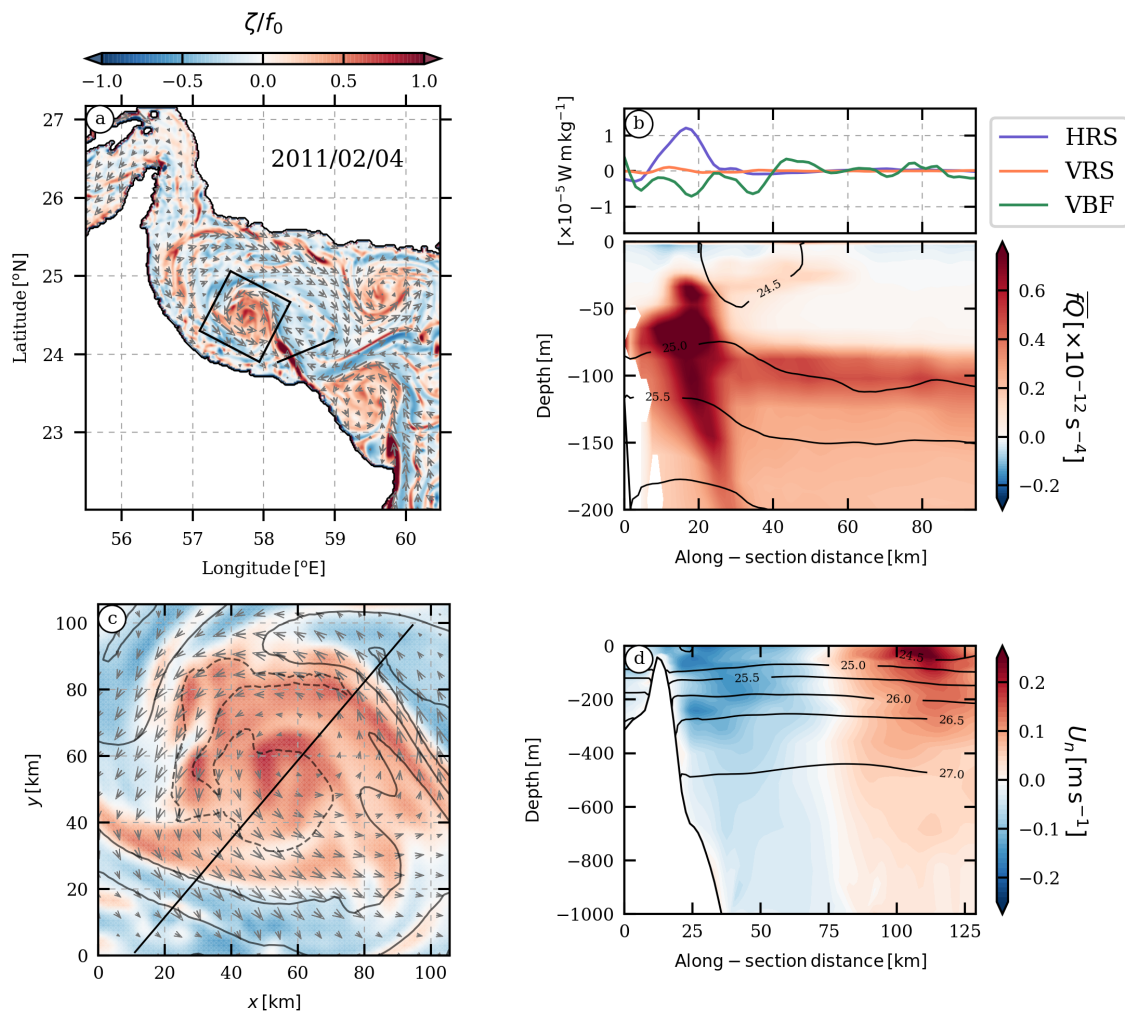 ζ/f₀
−1.0 −0.5 0.0 0.5 1.0
a
2011/02/04
27
26
25
24
23
Latitude [°N]
56 57 58 59 60
Longitude [°E]
b
1
0
−1
[×10⁻⁵ W m kg⁻¹]
HRS
VRS
VBF
0
−50
−100
−150
−200
Depth [m]
24.5
25.0
25.5
0 20 40 60 80
Along − section distance [km]
0.6
0.4
0.2
0.0
−0.2
fQ [×10⁻¹² s⁻⁴]
c
100
80
60
40
20
0
y [km]
0 20 40 60 80 100
x [km]
d
0
−200
−400
−600
−800
−1000
Depth [m]
24.5
25.0
25.5
26.0
26.5
27.0
0 25 50 75 100 125
Along − section distance [km]
0.2
0.1
0.0
−0.1
−0.2
Uₙ [m s⁻¹]